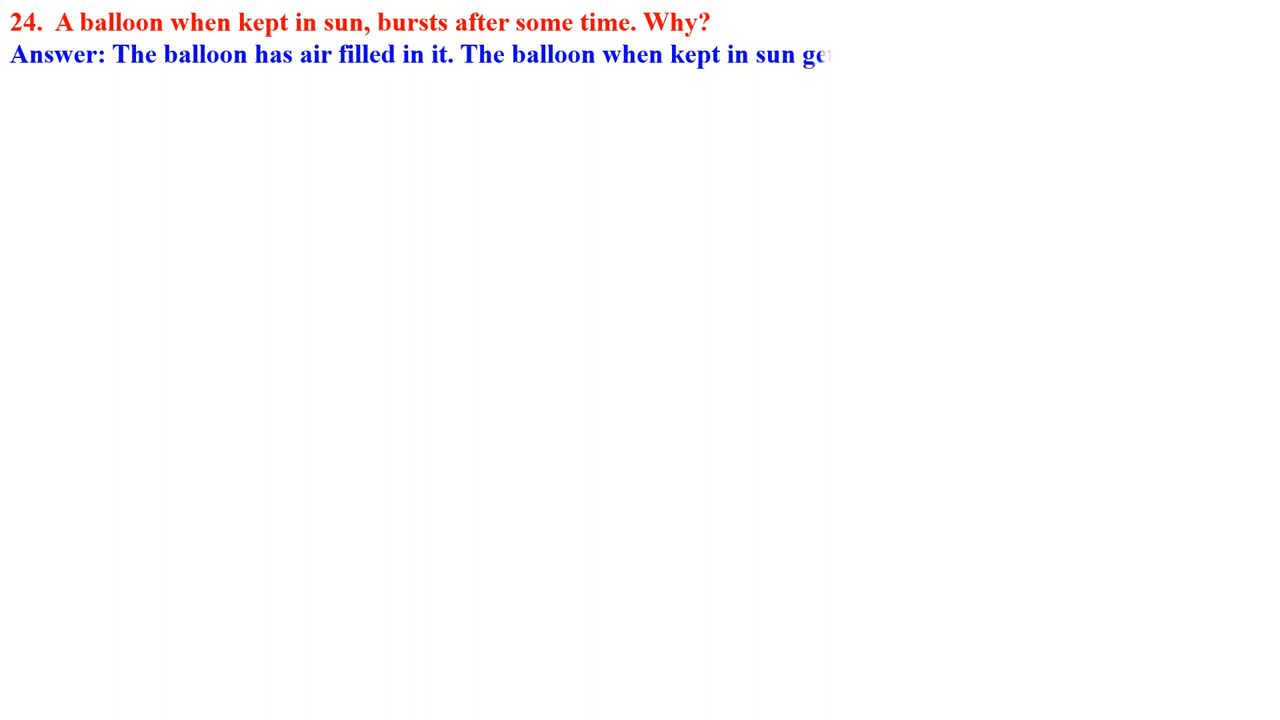 24. A balloon when kept in sun, bursts after some time. Why?
Answer: The balloon has air filled in it. The balloon when kept in sun